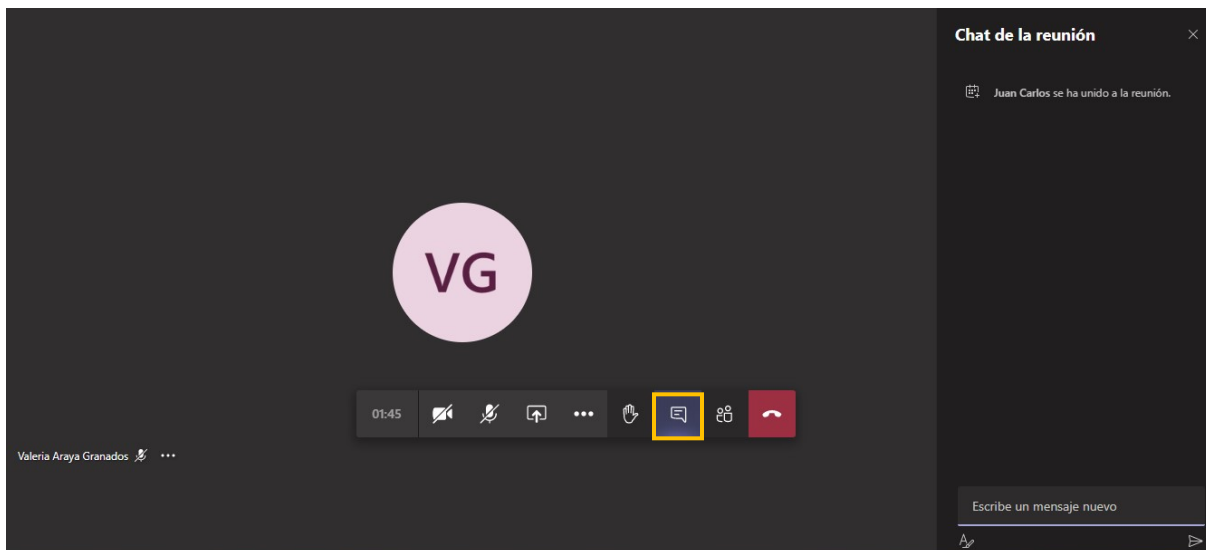 Chat de la reunión
Juan Carlos se ha unido a la reunión.
VG
01:45
Valeria Araya Granados
Escribe un mensaje nuevo